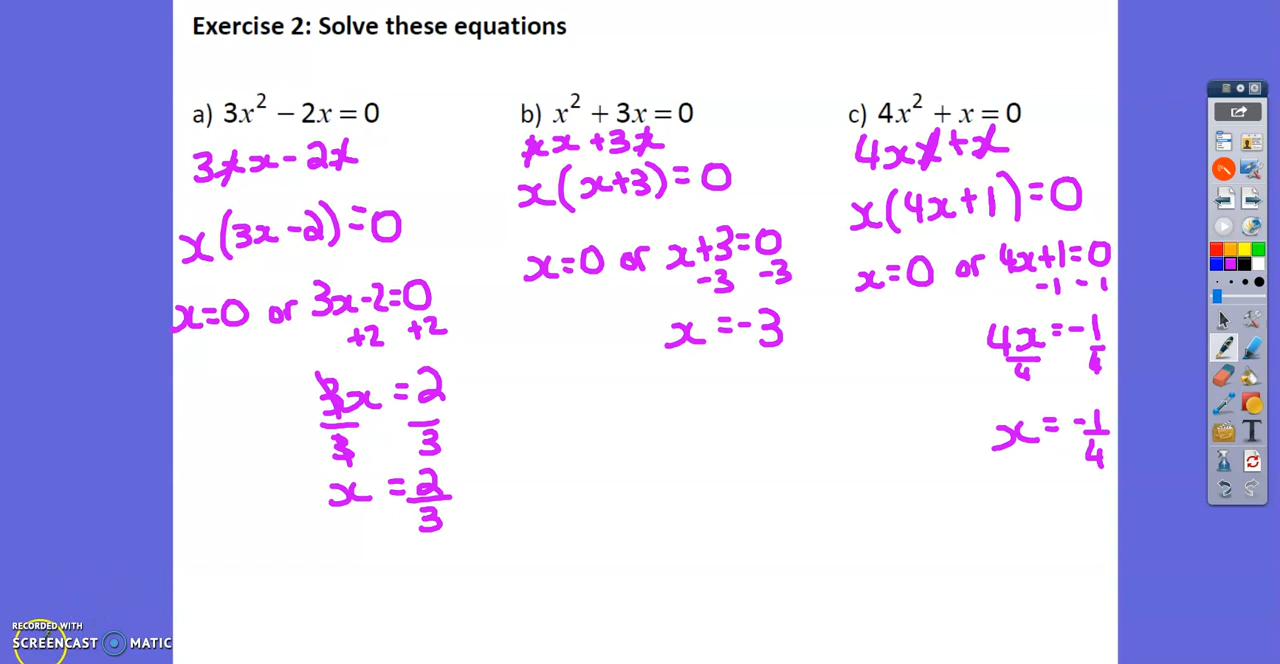 Exercise 2: Solve these equations
a) 3x² − 2x = 0
3xx - 2x
x(3x - 2) = 0
x=0 or 3x-2=0
+2 +2
3x = 2
3 3
x = 2
3
b) x² + 3x = 0
xx + 3x
x(x+3) = 0
x=0 or x+3=0
-3 -3
x = -3
c) 4x² + x = 0
4xx + x
x(4x+1) = 0
x=0 or 4x+1=0
-1 -1
4x = -1
4 4
x = -1
4
T
RECORDED WITH
SCREENCAST MATIC